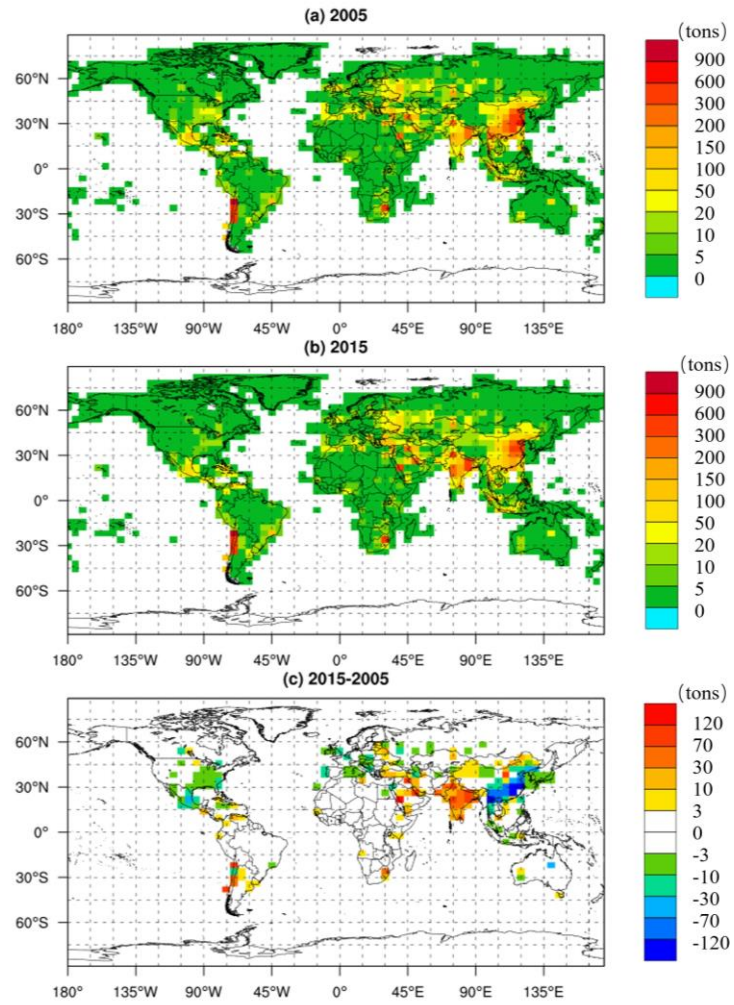 (a) 2005
(tons)
60°N
30°N
0°
30°S
60°S
180°
135°W
90°W
45°W
0°
45°E
90°E
135°E
900
600
300
200
150
100
50
20
10
5
0
(b) 2015
(tons)
60°N
30°N
0°
30°S
60°S
180°
135°W
90°W
45°W
0°
45°E
90°E
135°E
900
600
300
200
150
100
50
20
10
5
0
(c) 2015-2005
(tons)
60°N
30°N
0°
30°S
60°S
180°
135°W
90°W
45°W
0°
45°E
90°E
135°E
120
70
30
10
3
0
-3
-10
-30
-70
-120